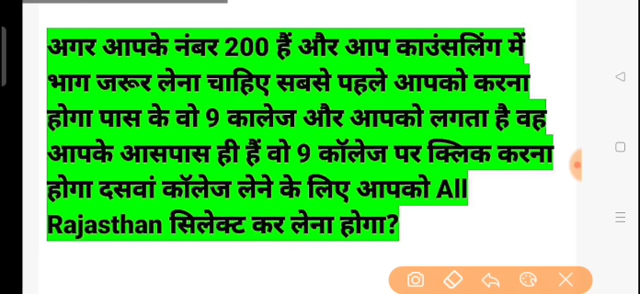 अगर आपके नंबर 200 हैं और आप काउंसलिंग में
भाग जरूर लेना चाहिए सबसे पहले आपको करना
होगा पास के वो 9 कालेज और आपको लगता है वह
आपके आसपास ही हैं वो 9 कॉलेज पर क्लिक करना
होगा दसवां कॉलेज लेने के लिए आपको All
Rajasthan सिलेक्ट कर लेना होगा?